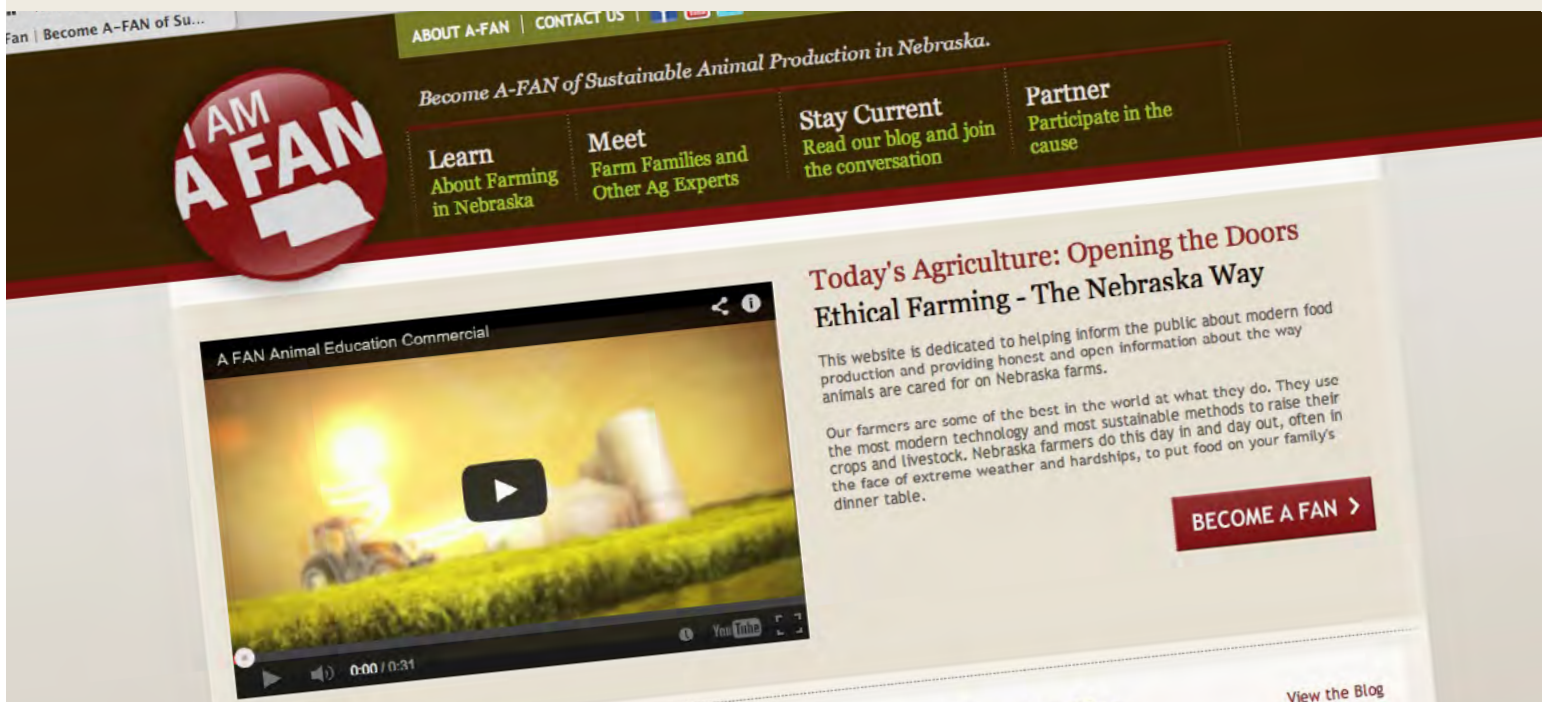 Fan | Become A-FAN of Su...
ABOUT A-FAN | CONTACT US |
Become A-FAN of Sustainable Animal Production in Nebraska.
I AM
A FAN
Learn
About Farming
in Nebraska
Meet
Farm Families and
Other Ag Experts
Stay Current
Read our blog and join
the conversation
Partner
Participate in the
cause
A FAN Animal Education Commercial
0:00 / 0:31
YouTube
Today's Agriculture: Opening the Doors
Ethical Farming - The Nebraska Way
This website is dedicated to helping inform the public about modern food
production and providing honest and open information about the way
animals are cared for on Nebraska farms.
Our farmers are some of the best in the world at what they do. They use
the most modern technology and most sustainable methods to raise their
crops and livestock. Nebraska farmers do this day in and day out, often in
the face of extreme weather and hardships, to put food on your family's
dinner table.
BECOME A FAN >
View the Blog